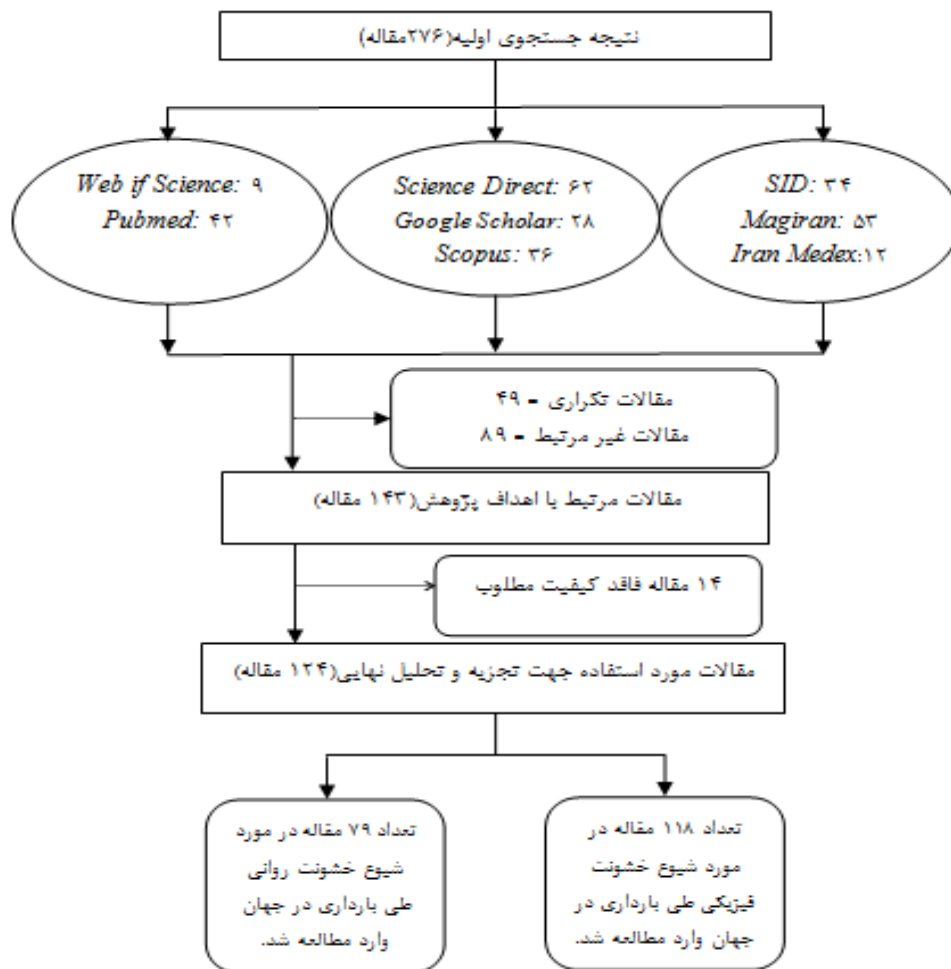 نتیجه جستجوی اولیه(۲۷۶مقاله)
Web if Science: ۹
Pubmed: ۴۲
Science Direct: ۶۲
Google Scholar: ۲۸
Scopus: ۳۶
SID: ۳۴
Magiran: ۵۳
Iran Medex:۱۲
مقالات تکراری - ۴۹
مقالات غیر مرتبط - ۸۹
مقالات مرتبط با اهداف پژوهش(۱۴۳ مقاله)
۱۴ مقاله فاقد کیفیت مطلوب
مقالات مورد استفاده جهت تجزیه و تحلیل نهایی(۱۲۴ مقاله)
تعداد ۱۱۸ مقاله در
مورد شیوع خشونت
فیزیکی طی بارداری در
جهان وارد مطالعه شد.
تعداد ۷۹ مقاله در مورد
شیوع خشونت روانی
طی بارداری در جهان
وارد مطالعه شد.